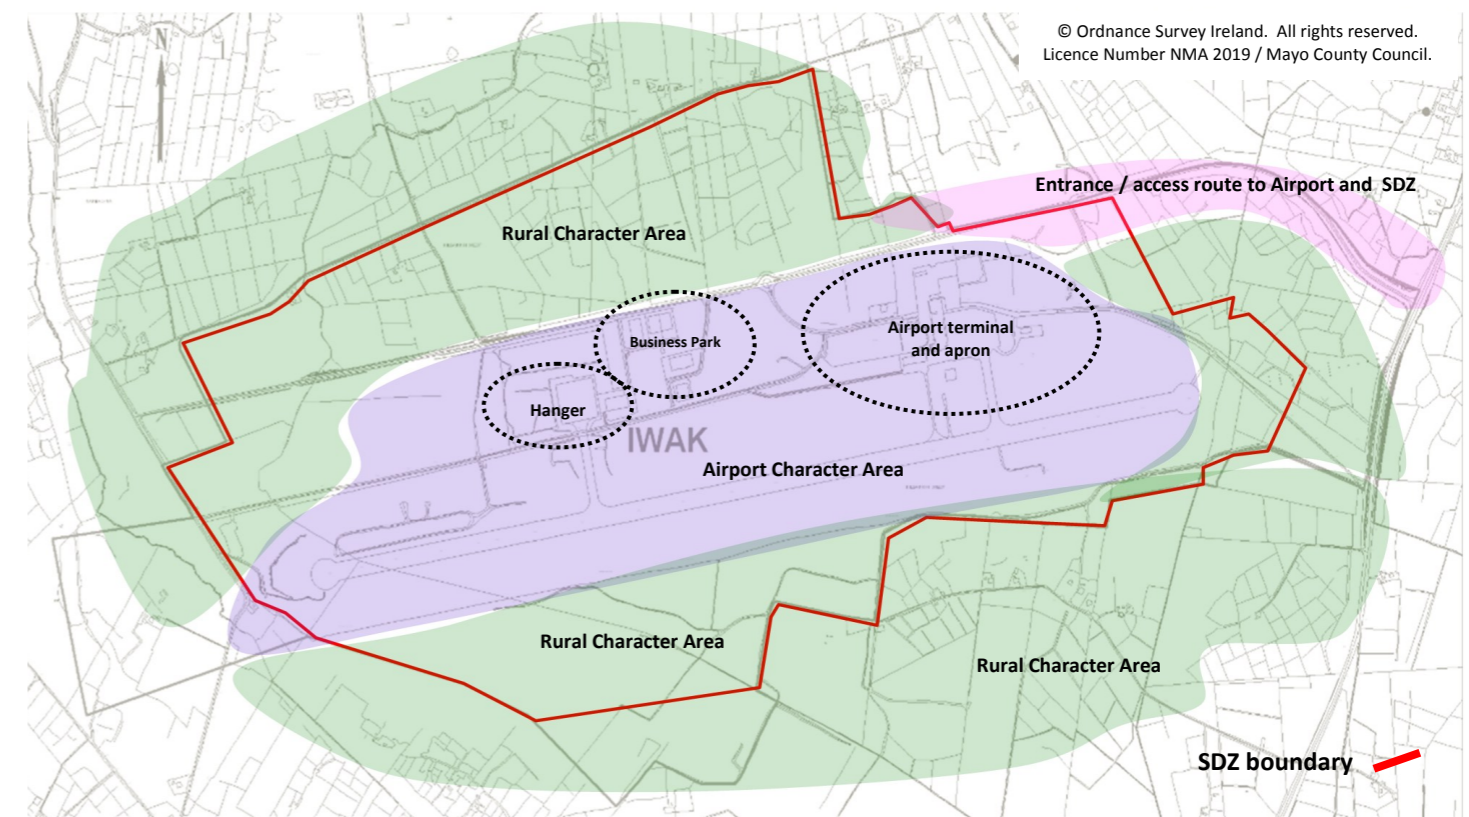 © Ordnance Survey Ireland. All rights reserved.
Licence Number NMA 2019 / Mayo County Council.
N
Entrance / access route to Airport and SDZ
Rural Character Area
Airport terminal
and apron
Business Park
Hanger
IWAK
Airport Character Area
Rural Character Area
Rural Character Area
SDZ boundary